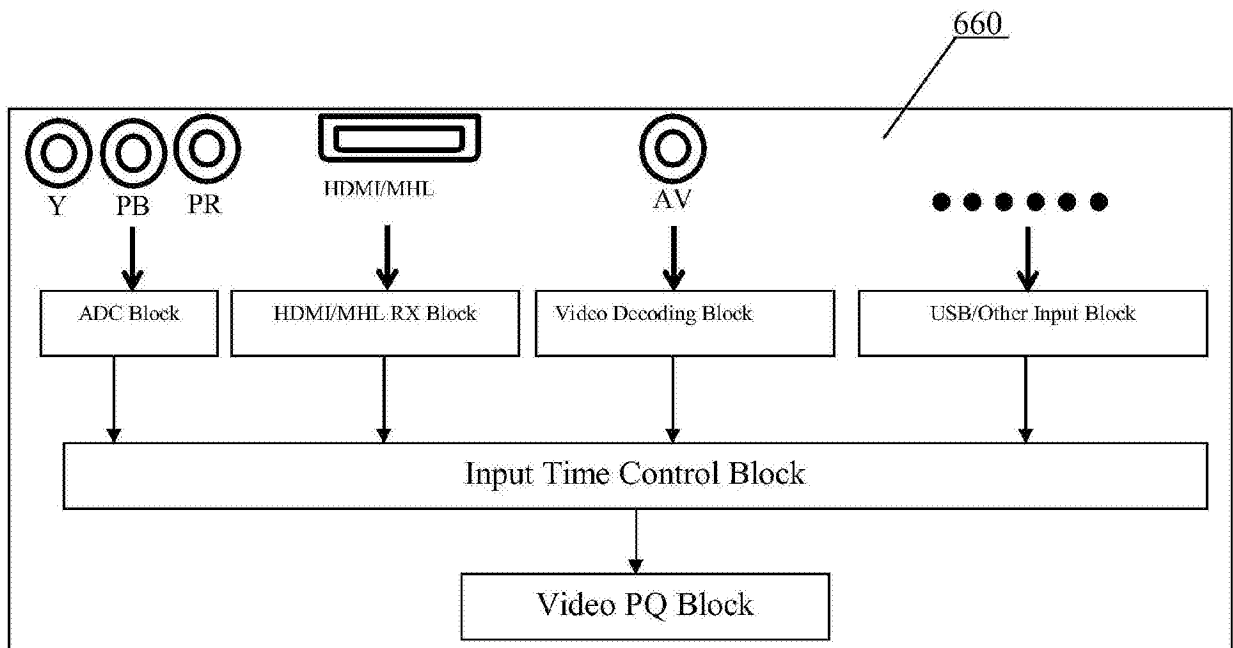 660
Y PB PR
HDMI/MHL
AV
ADC Block
HDMI/MHL RX Block
Video Decoding Block
USB/Other Input Block
Input Time Control Block
Video PQ Block